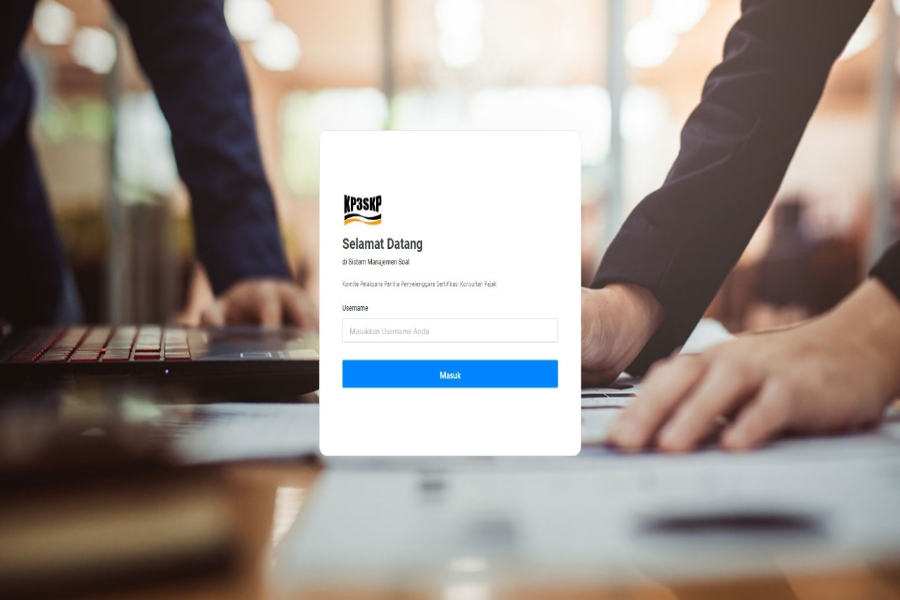 KP3SKP
Selamat Datang
di Sistem Manajemen Soal
Komite Pelaksana Panitia Penyelenggara Sertifikasi Konsultan Pajak
Username
Masukkan Username Anda
Masuk